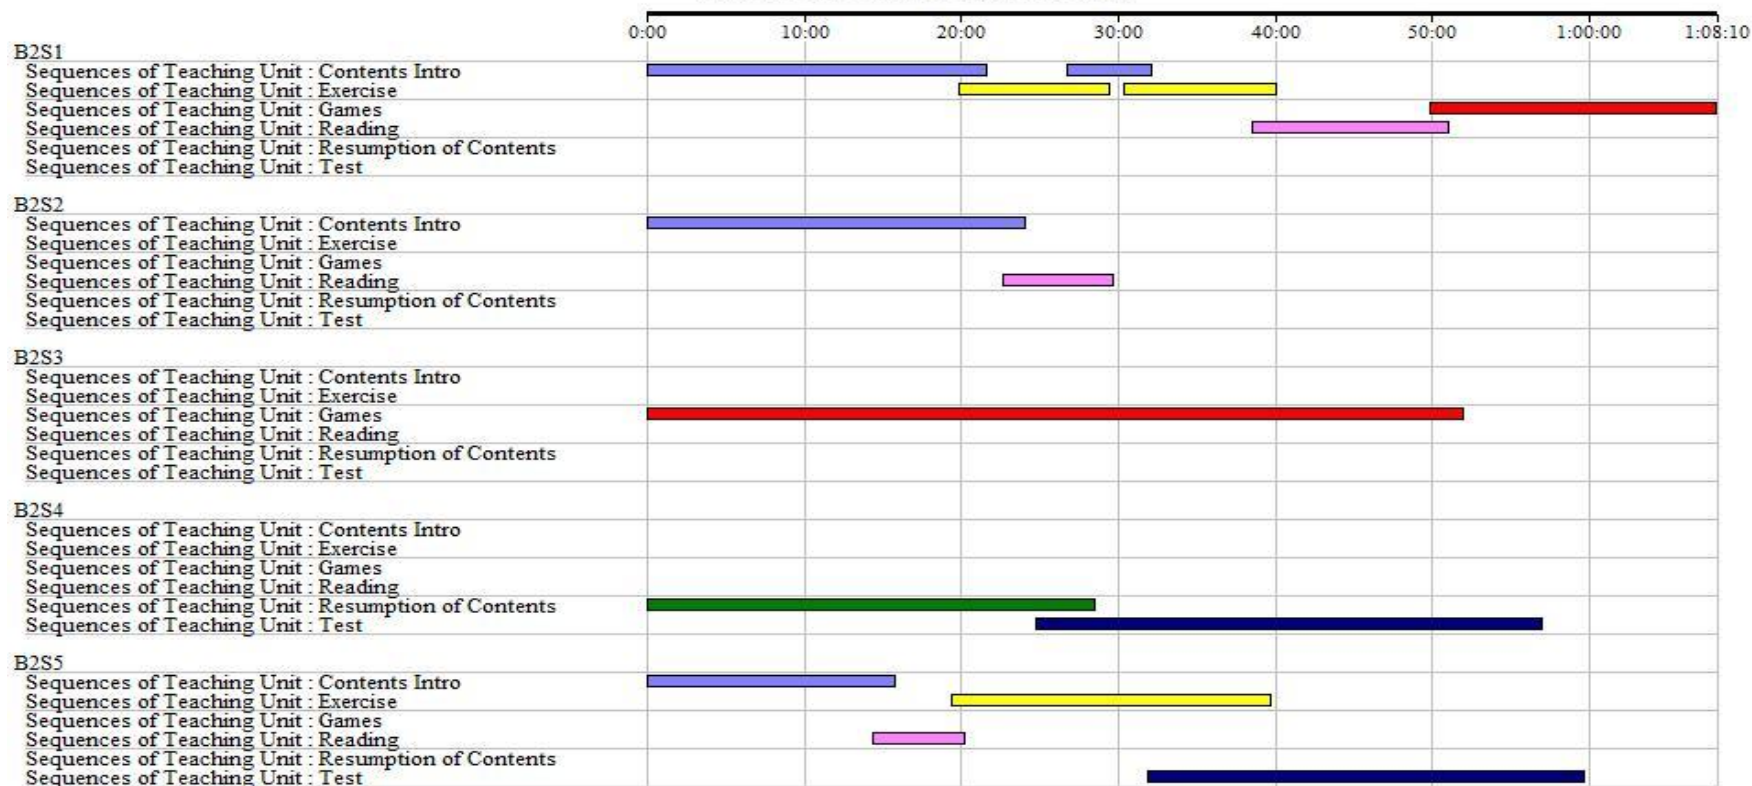 0:00 10:00 20:00 30:00 40:00 50:00 1:00:00 1:08:10
B2S1
Sequences of Teaching Unit : Contents Intro
Sequences of Teaching Unit : Exercise
Sequences of Teaching Unit : Games
Sequences of Teaching Unit : Reading
Sequences of Teaching Unit : Resumption of Contents
Sequences of Teaching Unit : Test
B2S2
Sequences of Teaching Unit : Contents Intro
Sequences of Teaching Unit : Exercise
Sequences of Teaching Unit : Games
Sequences of Teaching Unit : Reading
Sequences of Teaching Unit : Resumption of Contents
Sequences of Teaching Unit : Test
B2S3
Sequences of Teaching Unit : Contents Intro
Sequences of Teaching Unit : Exercise
Sequences of Teaching Unit : Games
Sequences of Teaching Unit : Reading
Sequences of Teaching Unit : Resumption of Contents
Sequences of Teaching Unit : Test
B2S4
Sequences of Teaching Unit : Contents Intro
Sequences of Teaching Unit : Exercise
Sequences of Teaching Unit : Games
Sequences of Teaching Unit : Reading
Sequences of Teaching Unit : Resumption of Contents
Sequences of Teaching Unit : Test
B2S5
Sequences of Teaching Unit : Contents Intro
Sequences of Teaching Unit : Exercise
Sequences of Teaching Unit : Games
Sequences of Teaching Unit : Reading
Sequences of Teaching Unit : Resumption of Contents
Sequences of Teaching Unit : Test